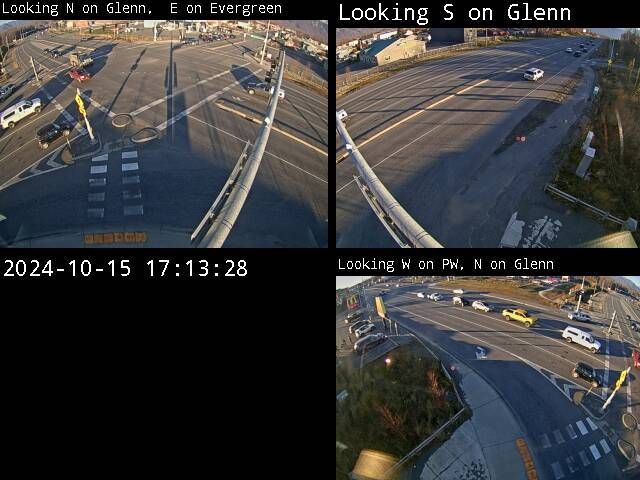 Looking N on Glenn, E on Evergreen
Looking S on Glenn
2024-10-15 17:13:28
Looking W on PW, N on Glenn